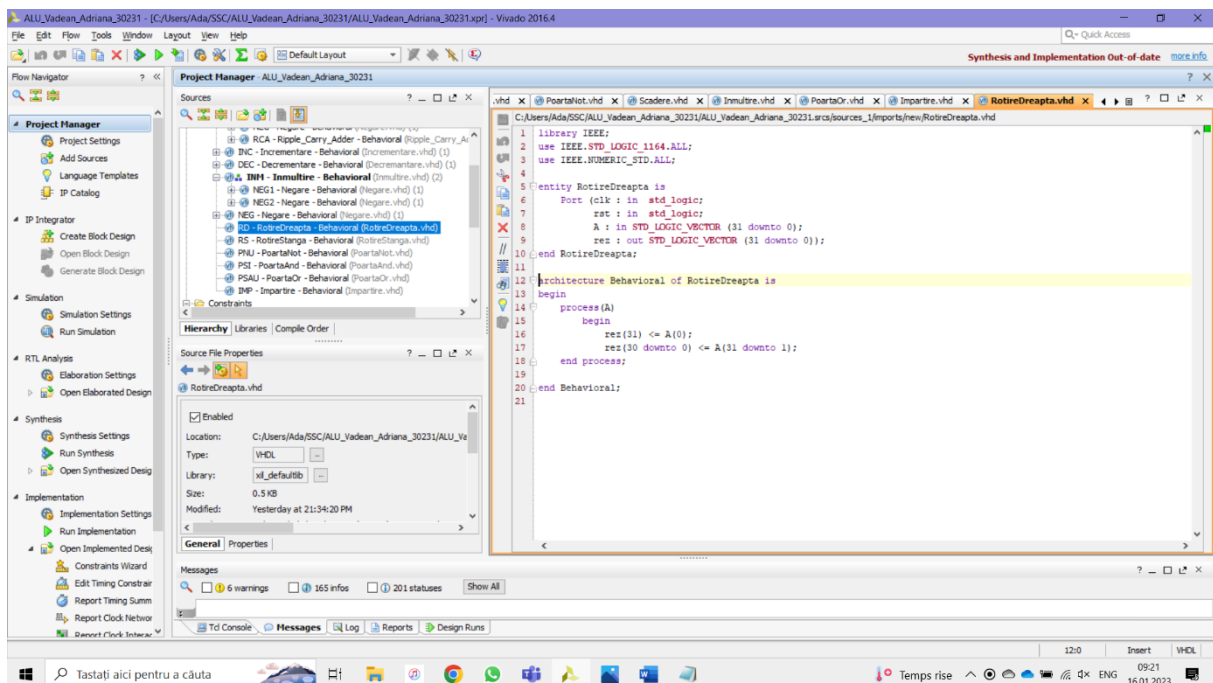 ALU_Vadean_Adriana_30231 - [C:/Users/Ada/SSC/ALU_Vadean_Adriana_30231/ALU_Vadean_Adriana_30231.xpr] - Vivado 2016.4
File Edit Flow Tools Window Layout View Help
Quick Access
Default Layout
Synthesis and Implementation Out-of-date more info
Flow Navigator
Project Manager
Project Settings
Add Sources
Language Templates
IP Catalog
IP Integrator
Create Block Design
Open Block Design
Generate Block Design
Simulation
Simulation Settings
Run Simulation
RTL Analysis
Elaboration Settings
Open Elaborated Design
Synthesis
Synthesis Settings
Run Synthesis
Open Synthesized Desig
Implementation
Implementation Settings
Run Implementation
Open Implemented Desig
Constraints Wizard
Edit Timing Constrair
Report Timing Summ
Report Clock Networ
Report Clock Interac
Project Manager - ALU_Vadean_Adriana_30231
Sources
RCA - Ripple_Carry_Adder - Behavioral (Ripple_Carry_Ac
INC - Incrementare - Behavioral (Incrementare.vhd) (1)
DEC - Decrementare - Behavioral (Decremantare.vhd) (1)
INM - Inmultire - Behavioral (Inmultire.vhd) (2)
NEG1 - Negare - Behavioral (Negare.vhd) (1)
NEG2 - Negare - Behavioral (Negare.vhd) (1)
NEG - Negare - Behavioral (Negare.vhd) (1)
RD - RotireDreapta - Behavioral (RotireDreapta.vhd)
RS - RotireStanga - Behavioral (RotireStanga.vhd)
PNU - PoartaNot - Behavioral (PoartaNot.vhd)
PSI - PoartaAnd - Behavioral (PoartaAnd.vhd)
PSAU - PoartaOr - Behavioral (PoartaOr.vhd)
IMP - Impartire - Behavioral (Impartire.vhd)
Constraints
Hierarchy Libraries Compile Order
Source File Properties
RotireDreapta.vhd
Enabled
Location: C:/Users/Ada/SSC/ALU_Vadean_Adriana_30231/ALU_Va
Type: VHDL
Library: xil_defaultlib
Size: 0.5 KB
Modified: Yesterday at 21:34:20 PM
General Properties
.vhd PoartaNot.vhd Scadere.vhd Inmultire.vhd PoartaOr.vhd Impartire.vhd RotireDreapta.vhd
C:/Users/Ada/SSC/ALU_Vadean_Adriana_30231/ALU_Vadean_Adriana_30231.srcs/sources_1/imports/new/RotireDreapta.vhd
1 library IEEE;
2 use IEEE.STD_LOGIC_1164.ALL;
3 use IEEE.NUMERIC_STD.ALL;
4
5 entity RotireDreapta is
6 Port (clk : in std_logic;
7 rst : in std_logic;
8 A : in STD_LOGIC_VECTOR (31 downto 0);
9 rez : out STD_LOGIC_VECTOR (31 downto 0));
10 end RotireDreapta;
11
12 architecture Behavioral of RotireDreapta is
13 begin
14 process(A)
15 begin
16 rez(31) <= A(0);
17 rez(30 downto 0) <= A(31 downto 1);
18 end process;
19
20 end Behavioral;
21
Messages
6 warnings 165 infos 201 statuses Show All
Tcl Console Messages Log Reports Design Runs
12:0 Insert VHDL
Tastați aici pentru a căuta
Temps rise ENG 09:21
16.01.2023